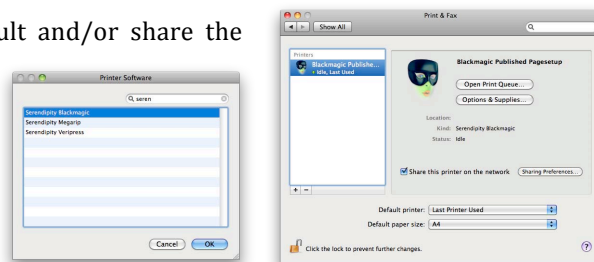 ult and/or share the
Printer Software
seren
Serendipity Blackmagic
Serendipity Megarip
Serendipity Veripress
Cancel
OK
Print & Fax
Show All
Printers
Blackmagic Publishe...
Idle, Last Used
Blackmagic Published Pagesetup
Open Print Queue...
Options & Supplies...
Location:
Kind: Serendipity Blackmagic
Status: Idle
Share this printer on the network
Sharing Preferences...
+ −
Default printer: Last Printer Used
Default paper size: A4
Click the lock to prevent further changes.
?